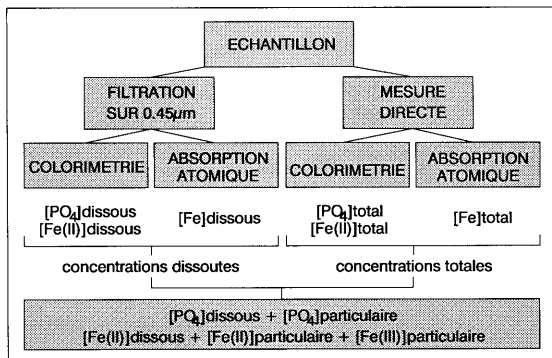 ECHANTILLON
FILTRATION
SUR 0.45µm
MESURE
DIRECTE
COLORIMETRIE
ABSORPTION
ATOMIQUE
COLORIMETRIE
ABSORPTION
ATOMIQUE
[PO4]dissous
[Fe(II)]dissous
[Fe]dissous
[PO4]total
[Fe(II)]total
[Fe]total
concentrations dissoutes
concentrations totales
[PO4]dissous + [PO4]particulaire
[Fe(II)]dissous + [Fe(II)]particulaire + [Fe(III)]particulaire